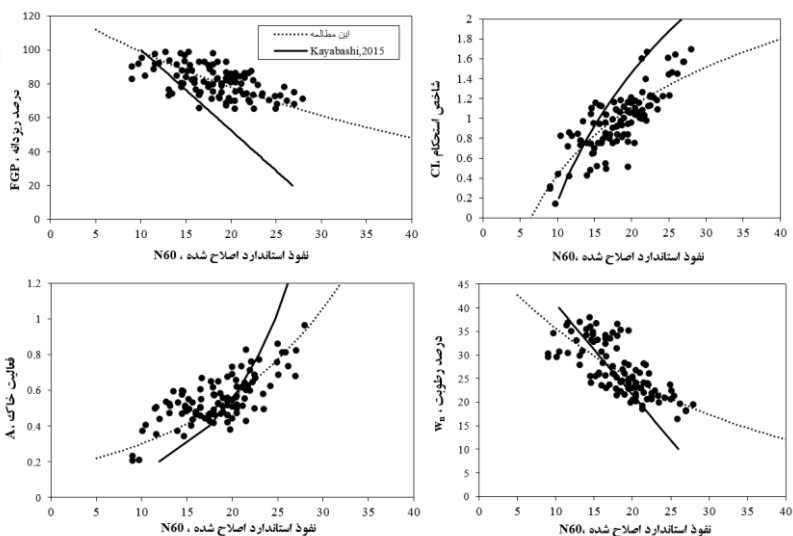 درصد ریزدانه ، FGP
120
100
80
60
40
20
0
0 5 10 15 20 25 30 35 40
نفوذ استاندارد اصلاح شده ، N60
این مطالعه
Kayabashi,2015
شاخص استحکام ،CI
2
1.8
1.6
1.4
1.2
1
0.8
0.6
0.4
0.2
0
0 5 10 15 20 25 30 35 40
نفوذ استاندارد اصلاح شده ،N60
فعالیت خاک ، A
1.2
1
0.8
0.6
0.4
0.2
0
0 5 10 15 20 25 30 35 40
نفوذ استاندارد اصلاح شده ، N60
درصد رطوبت ، wn
45
40
35
30
25
20
15
10
5
0
0 5 10 15 20 25 30 35 40
نفوذ استاندارد اصلاح شده ،N60